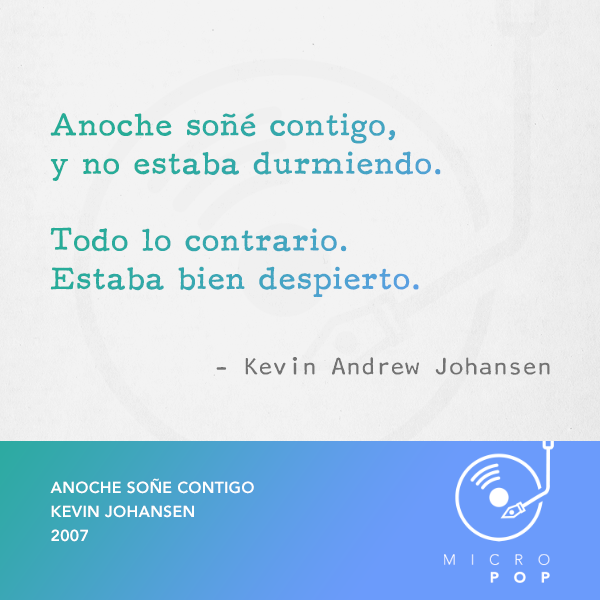 Anoche soñé contigo,
y no estaba durmiendo.
Todo lo contrario.
Estaba bien despierto.
- Kevin Andrew Johansen
ANOCHE SOÑE CONTIGO
KEVIN JOHANSEN
2007
MICRO
POP